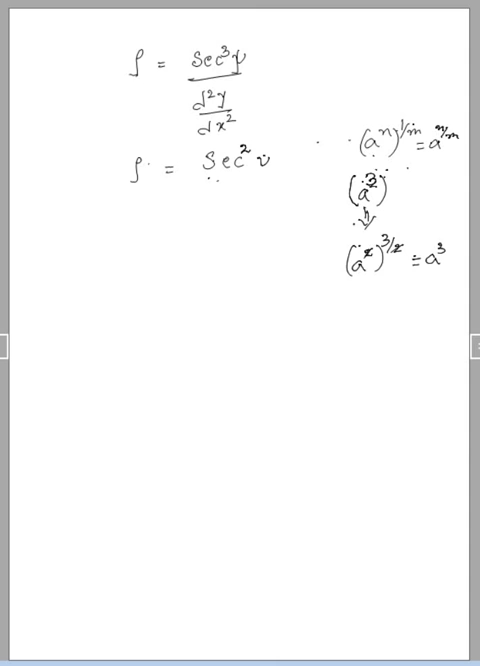 ρ = Sec³ψ
d²y
dx²
ρ = Sec²
(aⁿ)^1/m = a^n/m
(a³)
(a²)^3/2 = a³